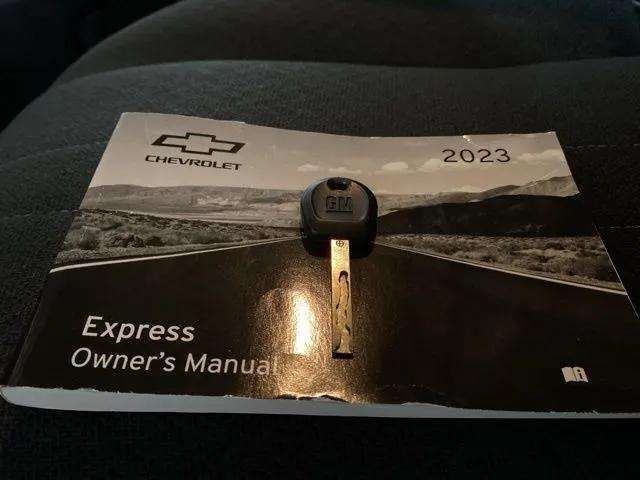 CHEVROLET
2023
GM
Express
Owner's Manual